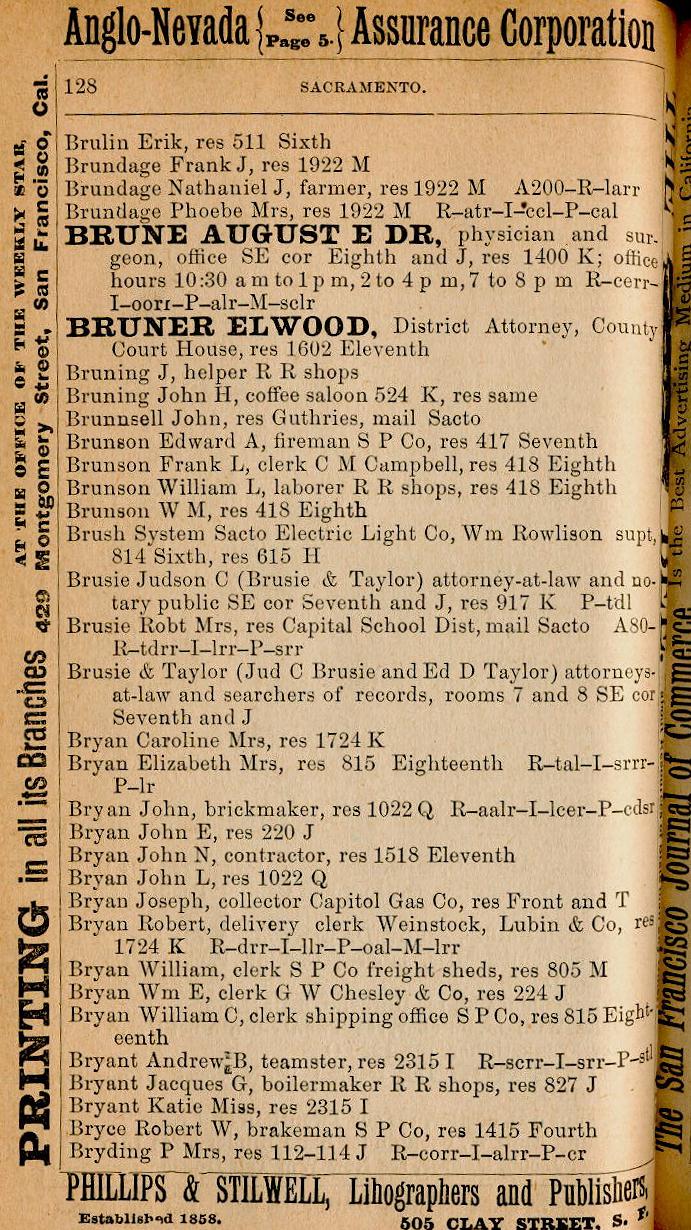 Anglo-Nevada { See Page 5. } Assurance Corporation
128 SACRAMENTO.
Brulin Erik, res 511 Sixth
Brundage Frank J, res 1922 M
Brundage Nathaniel J, farmer, res 1922 M A200-R-larr
Brundage Phoebe Mrs, res 1922 M R-atr-I-ccl-P-cal
BRUNE AUGUST E DR, physician and sur-
geon, office SE cor Eighth and J, res 1400 K; office
hours 10:30 a m to 1 p m, 2 to 4 p m, 7 to 8 p m R-cerr-
I-oorr-P-alr-M-sclr
BRUNER ELWOOD, District Attorney, County
Court House, res 1602 Eleventh
Bruning J, helper R R shops
Bruning John H, coffee saloon 524 K, res same
Brunnsell John, res Guthries, mail Sacto
Brunson Edward A, fireman S P Co, res 417 Seventh
Brunson Frank L, clerk C M Campbell, res 418 Eighth
Brunson William L, laborer R R shops, res 418 Eighth
Brunson W M, res 418 Eighth
Brush System Sacto Electric Light Co, Wm Rowlison supt,
814 Sixth, res 615 H
Brusie Judson C (Brusie & Taylor) attorney-at-law and no-
tary public SE cor Seventh and J, res 917 K P-tdl
Brusie Robt Mrs, res Capital School Dist, mail Sacto A80-
R-tdrr-I-lrr-P-srr
Brusie & Taylor (Jud C Brusie and Ed D Taylor) attorneys-
at-law and searchers of records, rooms 7 and 8 SE cor
Seventh and J
Bryan Caroline Mrs, res 1724 K
Bryan Elizabeth Mrs, res 815 Eighteenth R-tal-I-srrr-
P-lr
Bryan John, brickmaker, res 1022 Q R-aalr-I-lcer-P-cdsr
Bryan John E, res 220 J
Bryan John N, contractor, res 1518 Eleventh
Bryan John L, res 1022 Q
Bryan Joseph, collector Capitol Gas Co, res Front and T
Bryan Robert, delivery clerk Weinstock, Lubin & Co, res
1724 K R-drr-I-llr-P-oal-M-lrr
Bryan William, clerk S P Co freight sheds, res 805 M
Bryan Wm E, clerk G W Chesley & Co, res 224 J
Bryan William C, clerk shipping office S P Co, res 815 Eight-
eenth
Bryant Andrew B, teamster, res 2315 I R-scrr-I-srr-P-stl
Bryant Jacques G, boilermaker R R shops, res 827 J
Bryant Katie Miss, res 2315 I
Bryce Robert W, brakeman S P Co, res 1415 Fourth
Bryding P Mrs, res 112-114 J R-corr-I-alrr-P-cr
PHILLIPS & STILWELL, Lihographers and Publishers,
Established 1858. 505 CLAY STREET, S. F.
PRINTING in all its Branches
AT THE OFFICE OF THE WEEKLY STAR,
429 Montgomery Street, San Francisco, Cal.
The San Francisco Journal of Commerce Is the Best Advertising Medium in California